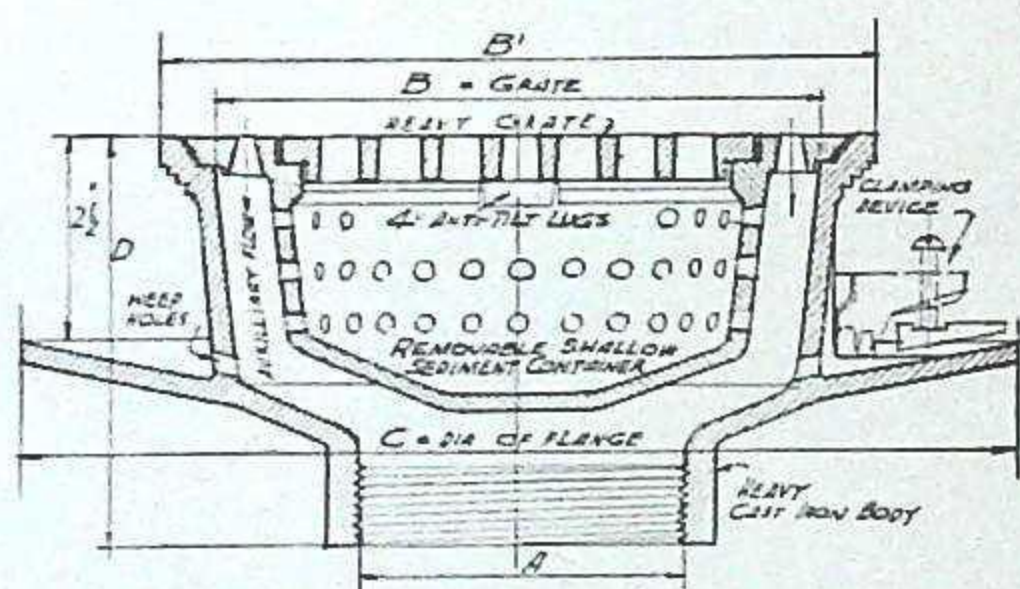 B'
B = GRATE
HEAVY GRATE
CLAMPING
DEVICE
4 ANTI-TILT LUGS
2½"
D
AUXILIARY FLOW
WEEP
HOLES
REMOVABLE SHALLOW
SEDIMENT CONTAINER
C = DIA OF FLANGE
HEAVY
CAST IRON BODY
A